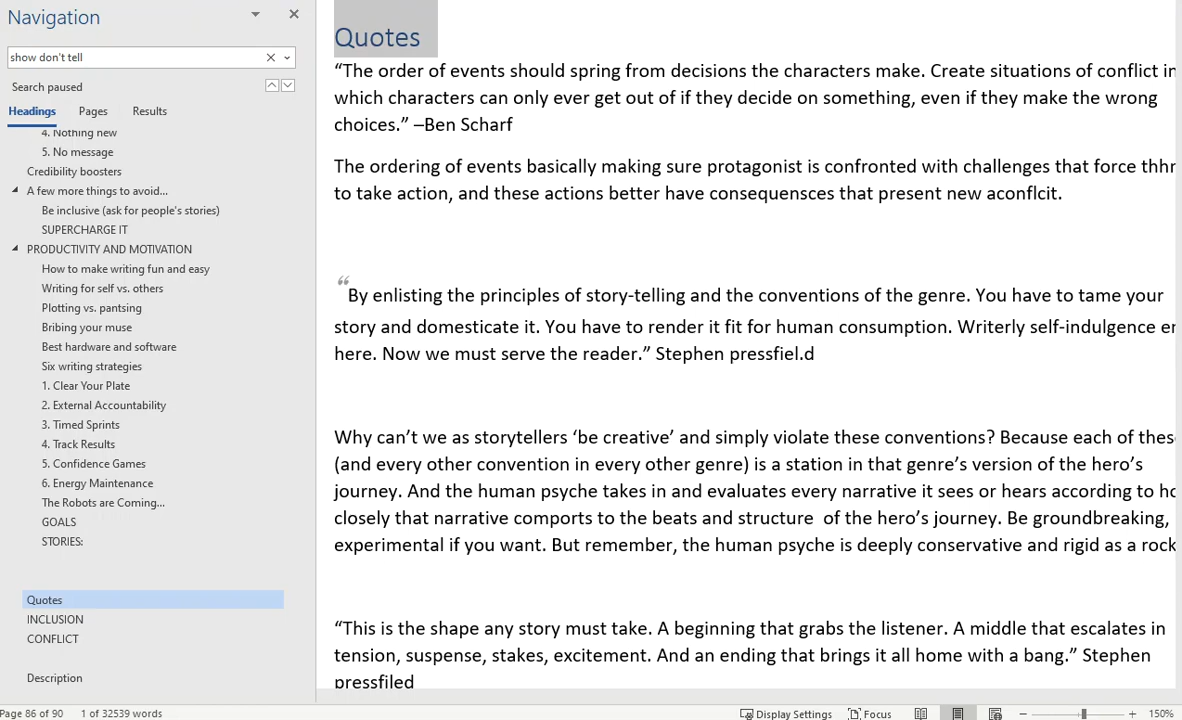 Navigation
show don't tell
Search paused
Headings Pages Results
4. Nothing new
5. No message
Credibility boosters
A few more things to avoid...
Be inclusive (ask for people's stories)
SUPERCHARGE IT
PRODUCTIVITY AND MOTIVATION
How to make writing fun and easy
Writing for self vs. others
Plotting vs. pantsing
Bribing your muse
Best hardware and software
Six writing strategies
1. Clear Your Plate
2. External Accountability
3. Timed Sprints
4. Track Results
5. Confidence Games
6. Energy Maintenance
The Robots are Coming...
GOALS
STORIES:
Quotes
INCLUSION
CONFLICT
Description
Quotes
“The order of events should spring from decisions the characters make. Create situations of conflict in
which characters can only ever get out of if they decide on something, even if they make the wrong
choices.” –Ben Scharf
The ordering of events basically making sure protagonist is confronted with challenges that force thhr
to take action, and these actions better have consequensces that present new aconflcit.
“By enlisting the principles of story-telling and the conventions of the genre. You have to tame your
story and domesticate it. You have to render it fit for human consumption. Writerly self-indulgence er
here. Now we must serve the reader.” Stephen pressfiel.d
Why can’t we as storytellers ‘be creative’ and simply violate these conventions? Because each of thes
(and every other convention in every other genre) is a station in that genre’s version of the hero’s
journey. And the human psyche takes in and evaluates every narrative it sees or hears according to ho
closely that narrative comports to the beats and structure of the hero’s journey. Be groundbreaking,
experimental if you want. But remember, the human psyche is deeply conservative and rigid as a rock
“This is the shape any story must take. A beginning that grabs the listener. A middle that escalates in
tension, suspense, stakes, excitement. And an ending that brings it all home with a bang.” Stephen
pressfiled
Page 86 of 90 1 of 32539 words Display Settings Focus 150%